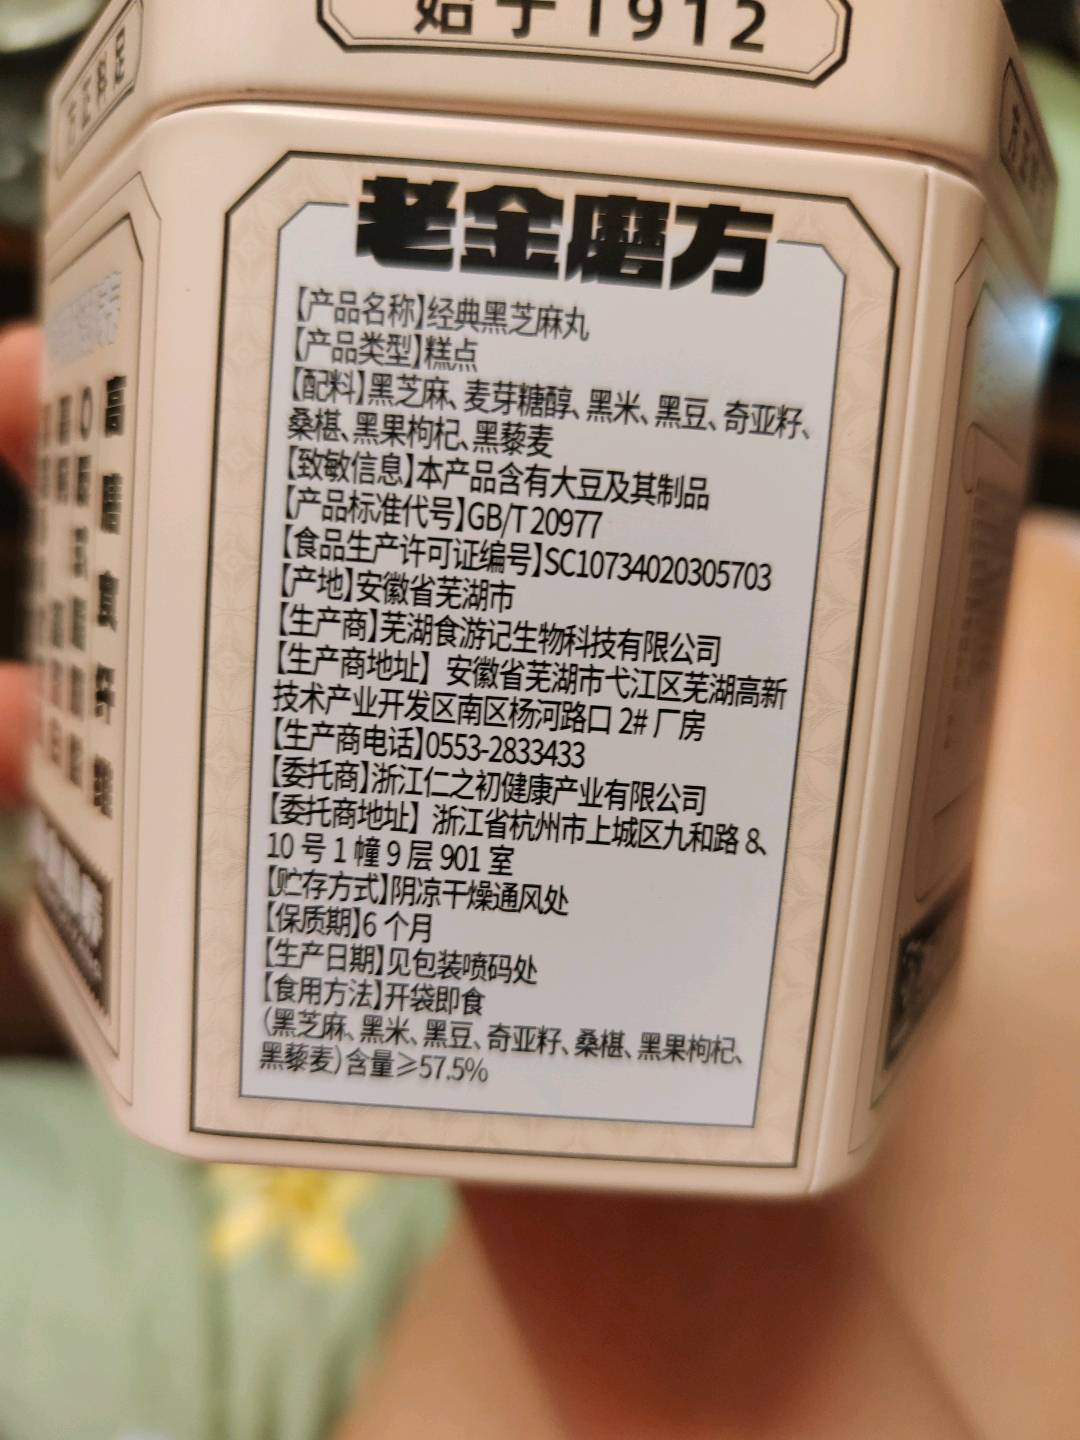 始于1912
方正料足
老金磨方
【产品名称】经典黑芝麻丸
【产品类型】糕点
【配料】黑芝麻、麦芽糖醇、黑米、黑豆、奇亚籽、
桑椹、黑果枸杞、黑藜麦
【致敏信息】本产品含有大豆及其制品
【产品标准代号】GB/T 20977
【食品生产许可证编号】SC10734020305703
【产地】安徽省芜湖市
【生产商】芜湖食游记生物科技有限公司
【生产商地址】安徽省芜湖市弋江区芜湖高新
技术产业开发区南区杨河路口 2# 厂房
【生产商电话】0553-2833433
【委托商】浙江仁之初健康产业有限公司
【委托商地址】浙江省杭州市上城区九和路 8、
10 号 1 幢 9 层 901 室
【贮存方式】阴凉干燥通风处
【保质期】6 个月
【生产日期】见包装喷码处
【食用方法】开袋即食
（黑芝麻、黑米、黑豆、奇亚籽、桑椹、黑果枸杞、
黑藜麦）含量≥57.5%